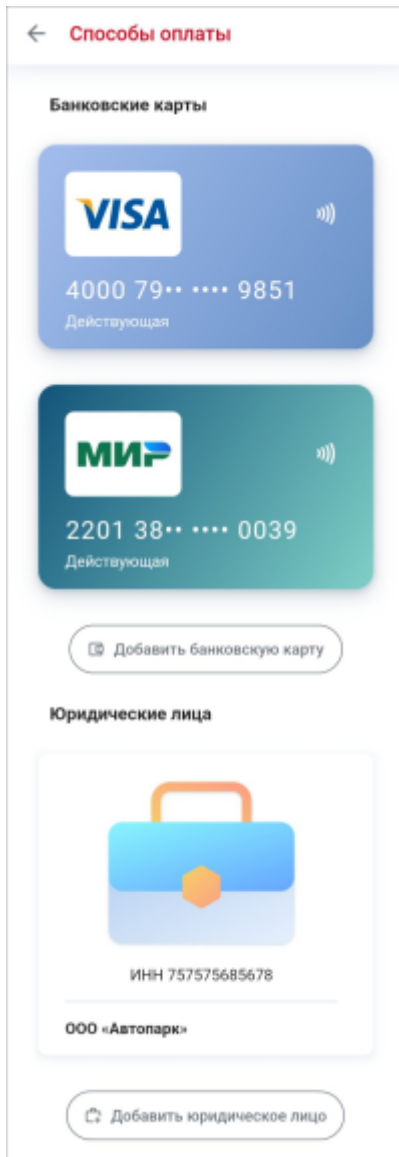 Способы оплаты
Банковские карты
VISA
4000 79•• •••• 9851
Действующая
МИР
2201 38•• •••• 0039
Действующая
Добавить банковскую карту
Юридические лица
ИНН 757575685678
ООО «Автопарк»
Добавить юридическое лицо